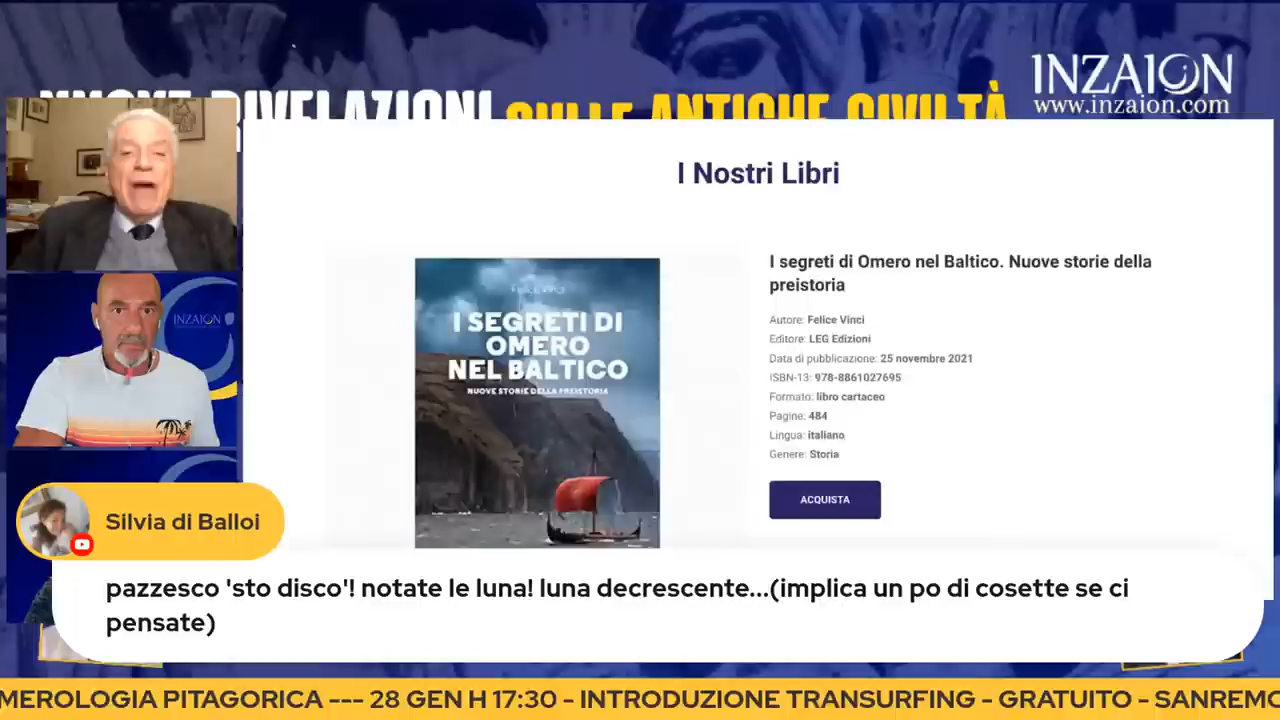 RIVELAZIONI SULLE ANTICHE CIVILTÀ
INZAION
www.inzaion.com
I Nostri Libri
INZAION
Felice Vinci
I SEGRETI DI
OMERO
NEL BALTICO
NUOVE STORIE DELLA PREISTORIA
I segreti di Omero nel Baltico. Nuove storie della
preistoria
Autore: Felice Vinci
Editore: LEG Edizioni
Data di pubblicazione: 25 novembre 2021
ISBN-13: 978-8861027695
Formato: libro cartaceo
Pagine: 484
Lingua: italiano
Genere: Storia
ACQUISTA
Silvia di Balloi
pazzesco 'sto disco'! notate le luna! luna decrescente...(implica un po di cosette se ci
pensate)
MEROLOGIA PITAGORICA --- 28 GEN H 17:30 - INTRODUZIONE TRANSURFING - GRATUITO - SANREMO